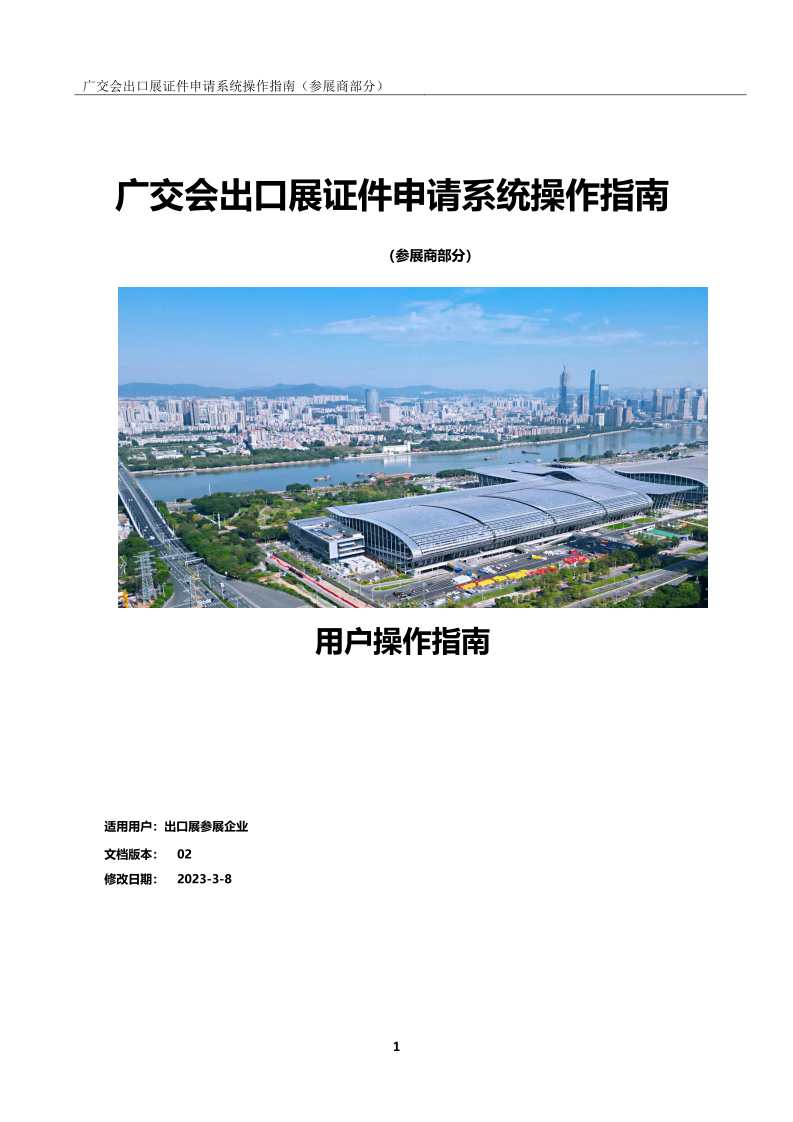 广交会出口展证件申请系统操作指南（参展商部分）
广交会出口展证件申请系统操作指南
（参展商部分）
用户操作指南
适用用户：出口展参展企业
文档版本： 02
修改日期： 2023-3-8
1